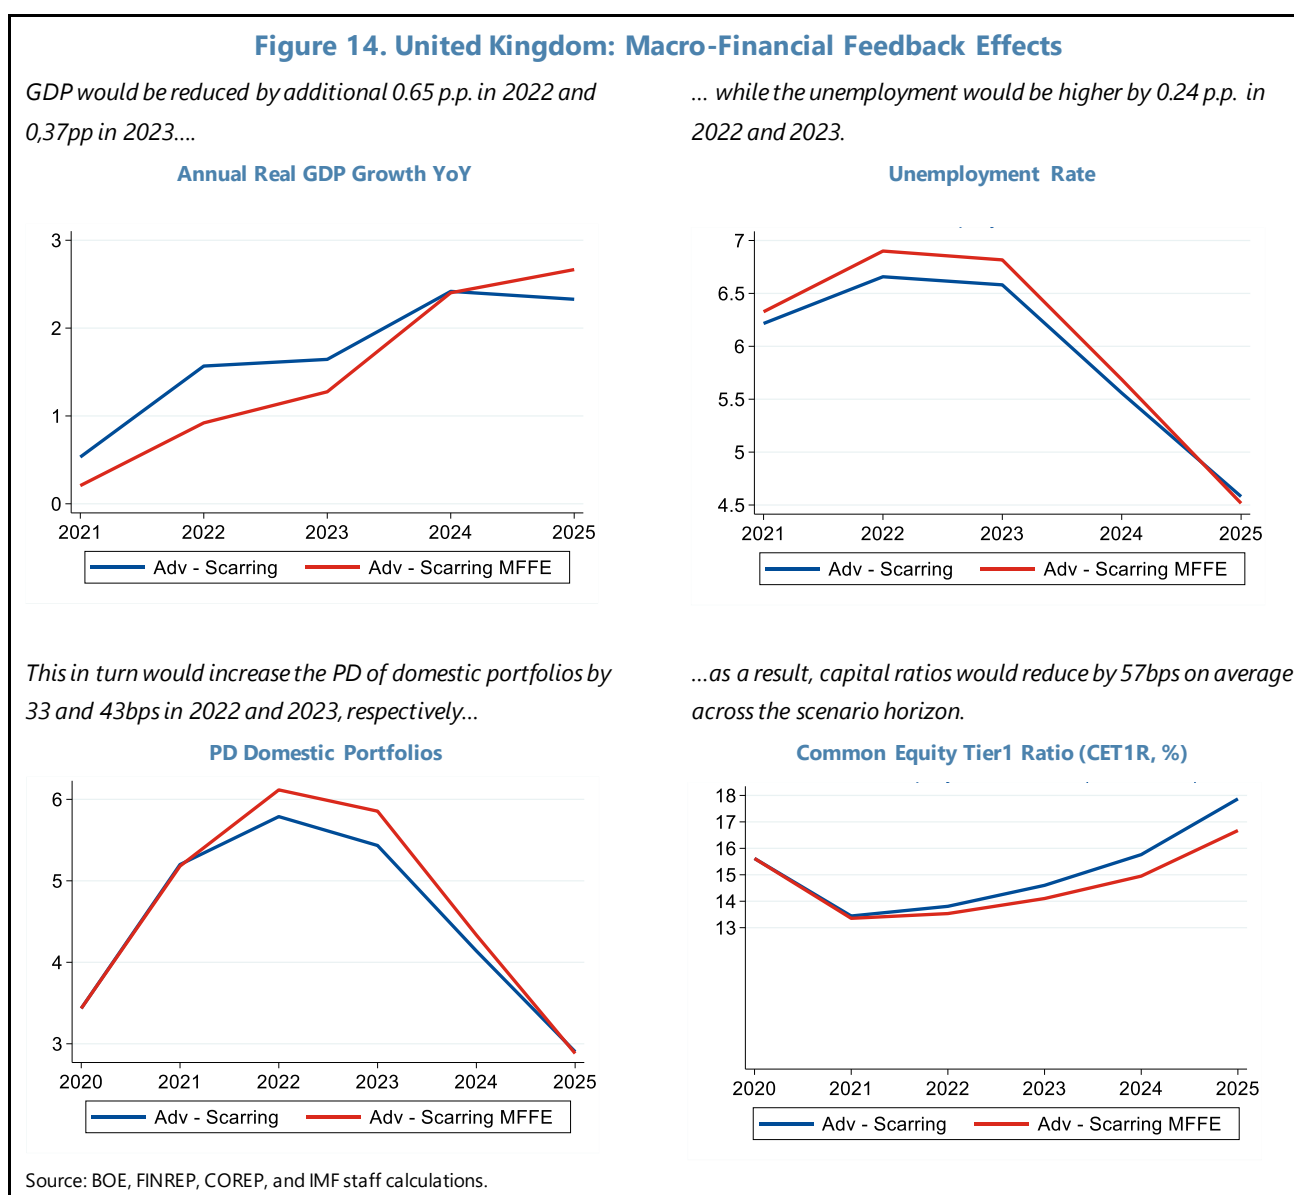 Figure 14. United Kingdom: Macro-Financial Feedback Effects
GDP would be reduced by additional 0.65 p.p. in 2022 and
0,37pp in 2023....
Annual Real GDP Growth YoY
3
2
1
0
2021 2022 2023 2024 2025
Adv - Scarring Adv - Scarring MFFE
... while the unemployment would be higher by 0.24 p.p. in
2022 and 2023.
Unemployment Rate
7
6.5
6
5.5
5
4.5
2021 2022 2023 2024 2025
Adv - Scarring Adv - Scarring MFFE
This in turn would increase the PD of domestic portfolios by
33 and 43bps in 2022 and 2023, respectively...
PD Domestic Portfolios
6
5
4
3
2020 2021 2022 2023 2024 2025
Adv - Scarring Adv - Scarring MFFE
...as a result, capital ratios would reduce by 57bps on average
across the scenario horizon.
Common Equity Tier1 Ratio (CET1R, %)
18
17
16
15
14
13
2020 2021 2022 2023 2024 2025
Adv - Scarring Adv - Scarring MFFE
Source: BOE, FINREP, COREP, and IMF staff calculations.